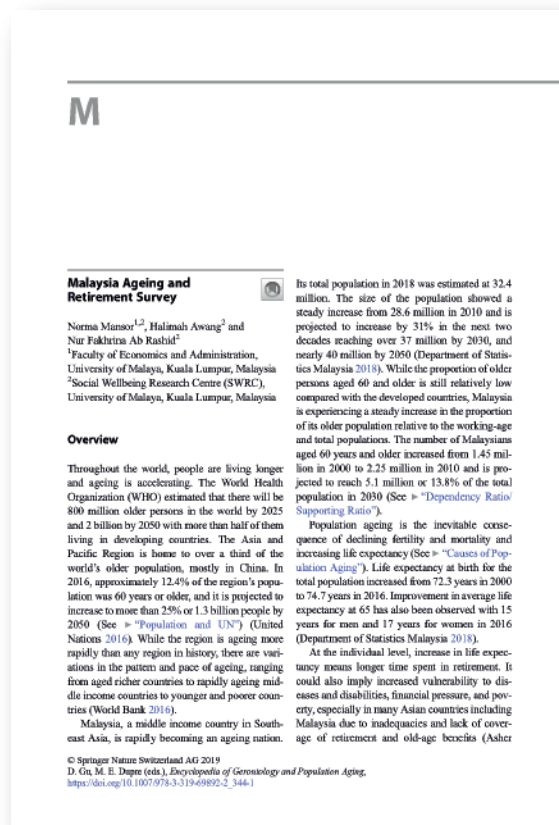 M
Malaysia Ageing and
Retirement Survey
Norma Mansor1,2, Halimah Awang2 and
Nur Fakhrina Ab Rashid2
1Faculty of Economics and Administration,
University of Malaya, Kuala Lumpur, Malaysia
2Social Wellbeing Research Centre (SWRC),
University of Malaya, Kuala Lumpur, Malaysia
Overview
Throughout the world, people are living longer
and ageing is accelerating. The World Health
Organization (WHO) estimated that there will be
800 million older persons in the world by 2025
and 2 billion by 2050 with more than half of them
living in developing countries. The Asia and
Pacific Region is home to over a third of the
world's older population, mostly in China. In
2016, approximately 12.4% of the region's popu-
lation was 60 years or older, and it is projected to
increase to more than 25% or 1.3 billion people by
2050 (See ▶ "Population and UN") (United
Nations 2016). While the region is ageing more
rapidly than any region in history, there are vari-
ations in the pattern and pace of ageing, ranging
from aged richer countries to rapidly ageing mid-
dle income countries to younger and poorer coun-
tries (World Bank 2016).
Malaysia, a middle income country in South-
east Asia, is rapidly becoming an ageing nation.
Its total population in 2018 was estimated at 32.4
million. The size of the population showed a
steady increase from 28.6 million in 2010 and is
projected to increase by 31% in the next two
decades reaching over 37 million by 2030, and
nearly 40 million by 2050 (Department of Statis-
tics Malaysia 2018). While the proportion of older
persons aged 60 and older is still relatively low
compared with the developed countries, Malaysia
is experiencing a steady increase in the proportion
of its older population relative to the working-age
and total populations. The number of Malaysians
aged 60 years and older increased from 1.45 mil-
lion in 2000 to 2.25 million in 2010 and is pro-
jected to reach 5.1 million or 13.8% of the total
population in 2030 (See ▶ "Dependency Ratio/
Supporting Ratio").
Population ageing is the inevitable conse-
quence of declining fertility and mortality and
increasing life expectancy (See ▶ "Causes of Pop-
ulation Aging"). Life expectancy at birth for the
total population increased from 72.3 years in 2000
to 74.7 years in 2016. Improvement in average life
expectancy at 65 has also been observed with 15
years for men and 17 years for women in 2016
(Department of Statistics Malaysia 2018).
At the individual level, increase in life expec-
tancy means longer time spent in retirement. It
could also imply increased vulnerability to dis-
eases and disabilities, financial pressure, and pov-
erty, especially in many Asian countries including
Malaysia due to inadequacies and lack of cover-
age of retirement and old-age benefits (Asher
© Springer Nature Switzerland AG 2019
D. Gu, M. E. Dupre (eds.), Encyclopedia of Gerontology and Population Aging,
https://doi.org/10.1007/978-3-319-69892-2_344-1